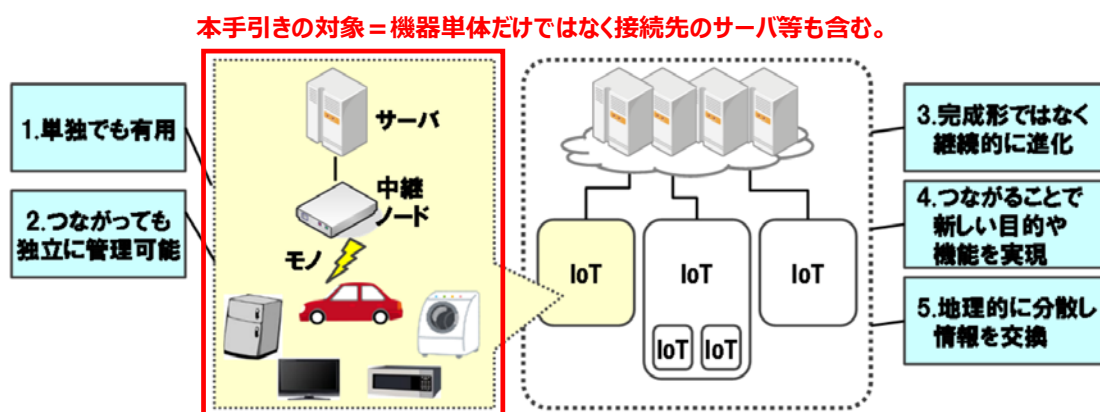 本手引きの対象＝機器単体だけではなく接続先のサーバ等も含む。
1.単独でも有用
2.つながっても
独立に管理可能
サーバ
中継
ノード
モノ
IoT
IoT
IoT
IoT
IoT
3.完成形ではなく
継続的に進化
4.つながることで
新しい目的や
機能を実現
5.地理的に分散し
情報を交換